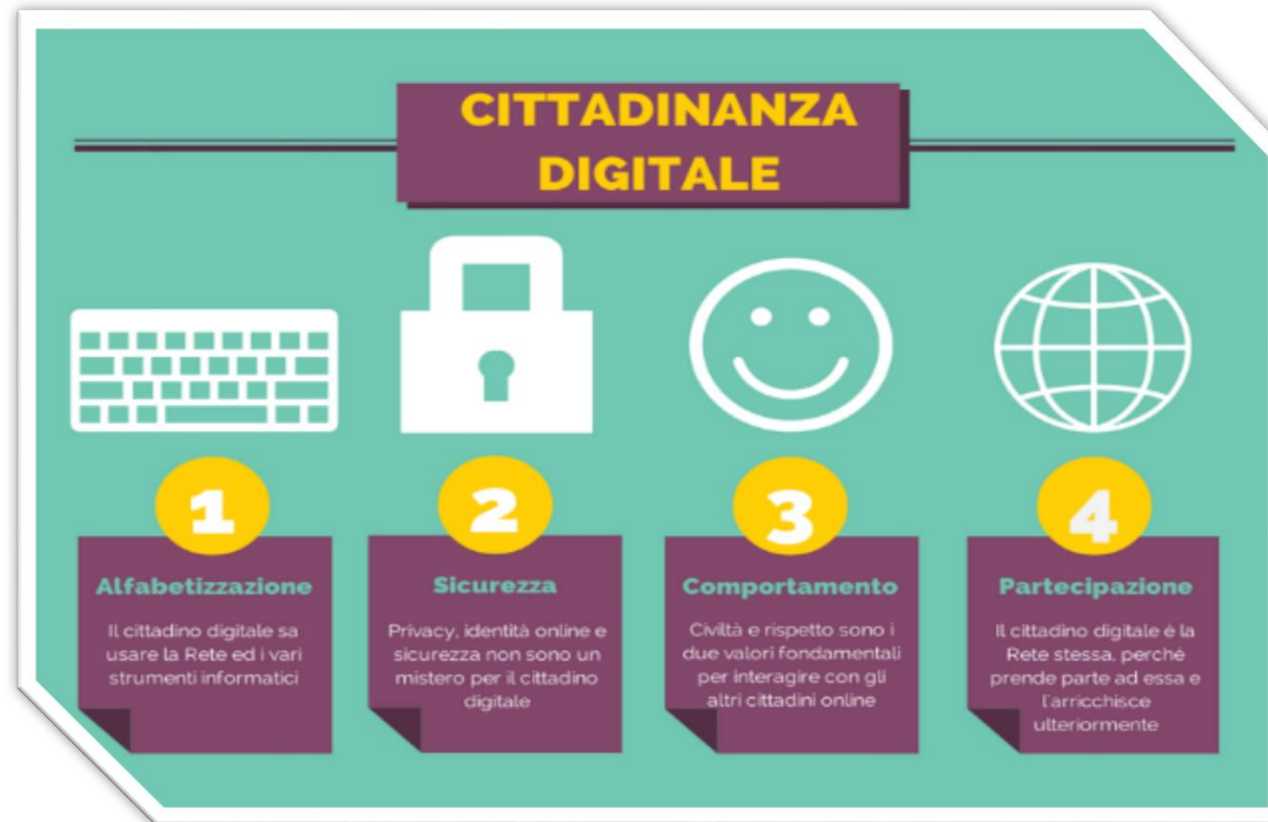 CITTADINANZA
DIGITALE
1
Alfabetizzazione
Il cittadino digitale sa
usare la Rete ed i vari
strumenti informatici
2
Sicurezza
Privacy, identità online e
sicurezza non sono un
mistero per il cittadino
digitale
3
Comportamento
Civiltà e rispetto sono i
due valori fondamentali
per interagire con gli
altri cittadini online
4
Partecipazione
Il cittadino digitale è la
Rete stessa, perché
prende parte ad essa e
l'arricchisce
ulteriormente